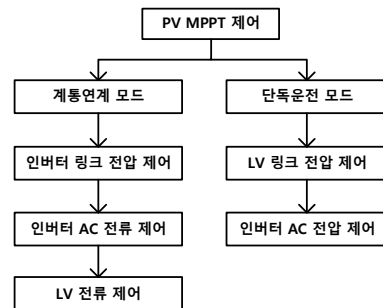 PV MPPT 제어
계통연계 모드
단독운전 모드
인버터 링크 전압 제어
LV 링크 전압 제어
인버터 AC 전류 제어
인버터 AC 전압 제어
LV 전류 제어